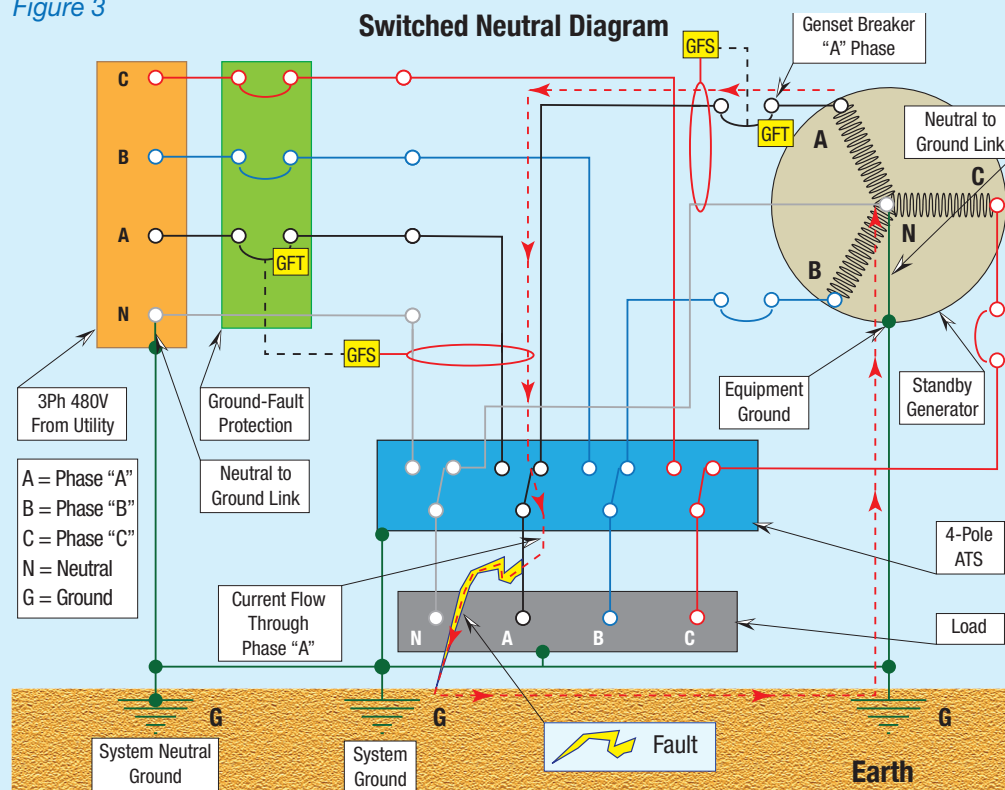 Figure 3
Switched Neutral Diagram
GFS
Genset Breaker
“A” Phase
C
GFT
A
Neutral to
Ground Link
B
C
A
GFT
N
B
N
GFS
3Ph 480V
From Utility
Ground-Fault
Protection
Equipment
Ground
Standby
Generator
A = Phase “A”
B = Phase “B”
C = Phase “C”
N = Neutral
G = Ground
Neutral to
Ground Link
4-Pole
ATS
Current Flow
Through
Phase “A”
N
A
B
C
Load
G
G
G
System Neutral
Ground
System
Ground
Fault
Earth